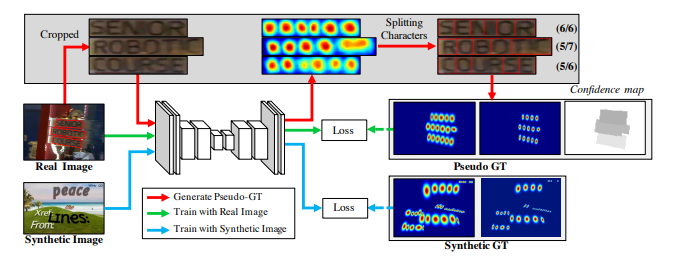 Cropped
SENIOR
ROBOTIC
COURSE
Splitting
Characters
SENIOR
ROBOTIC
COURSE
(6/6)
(5/7)
(5/6)
Confidence map
SENIOR
ROBOTIC
Real Image
Loss
Pseudo GT
peace
Xref:
LINES:
From:
Synthetic Image
Generate Pseudo-GT
Train with Real Image
Train with Synthetic Image
Loss
Synthetic GT